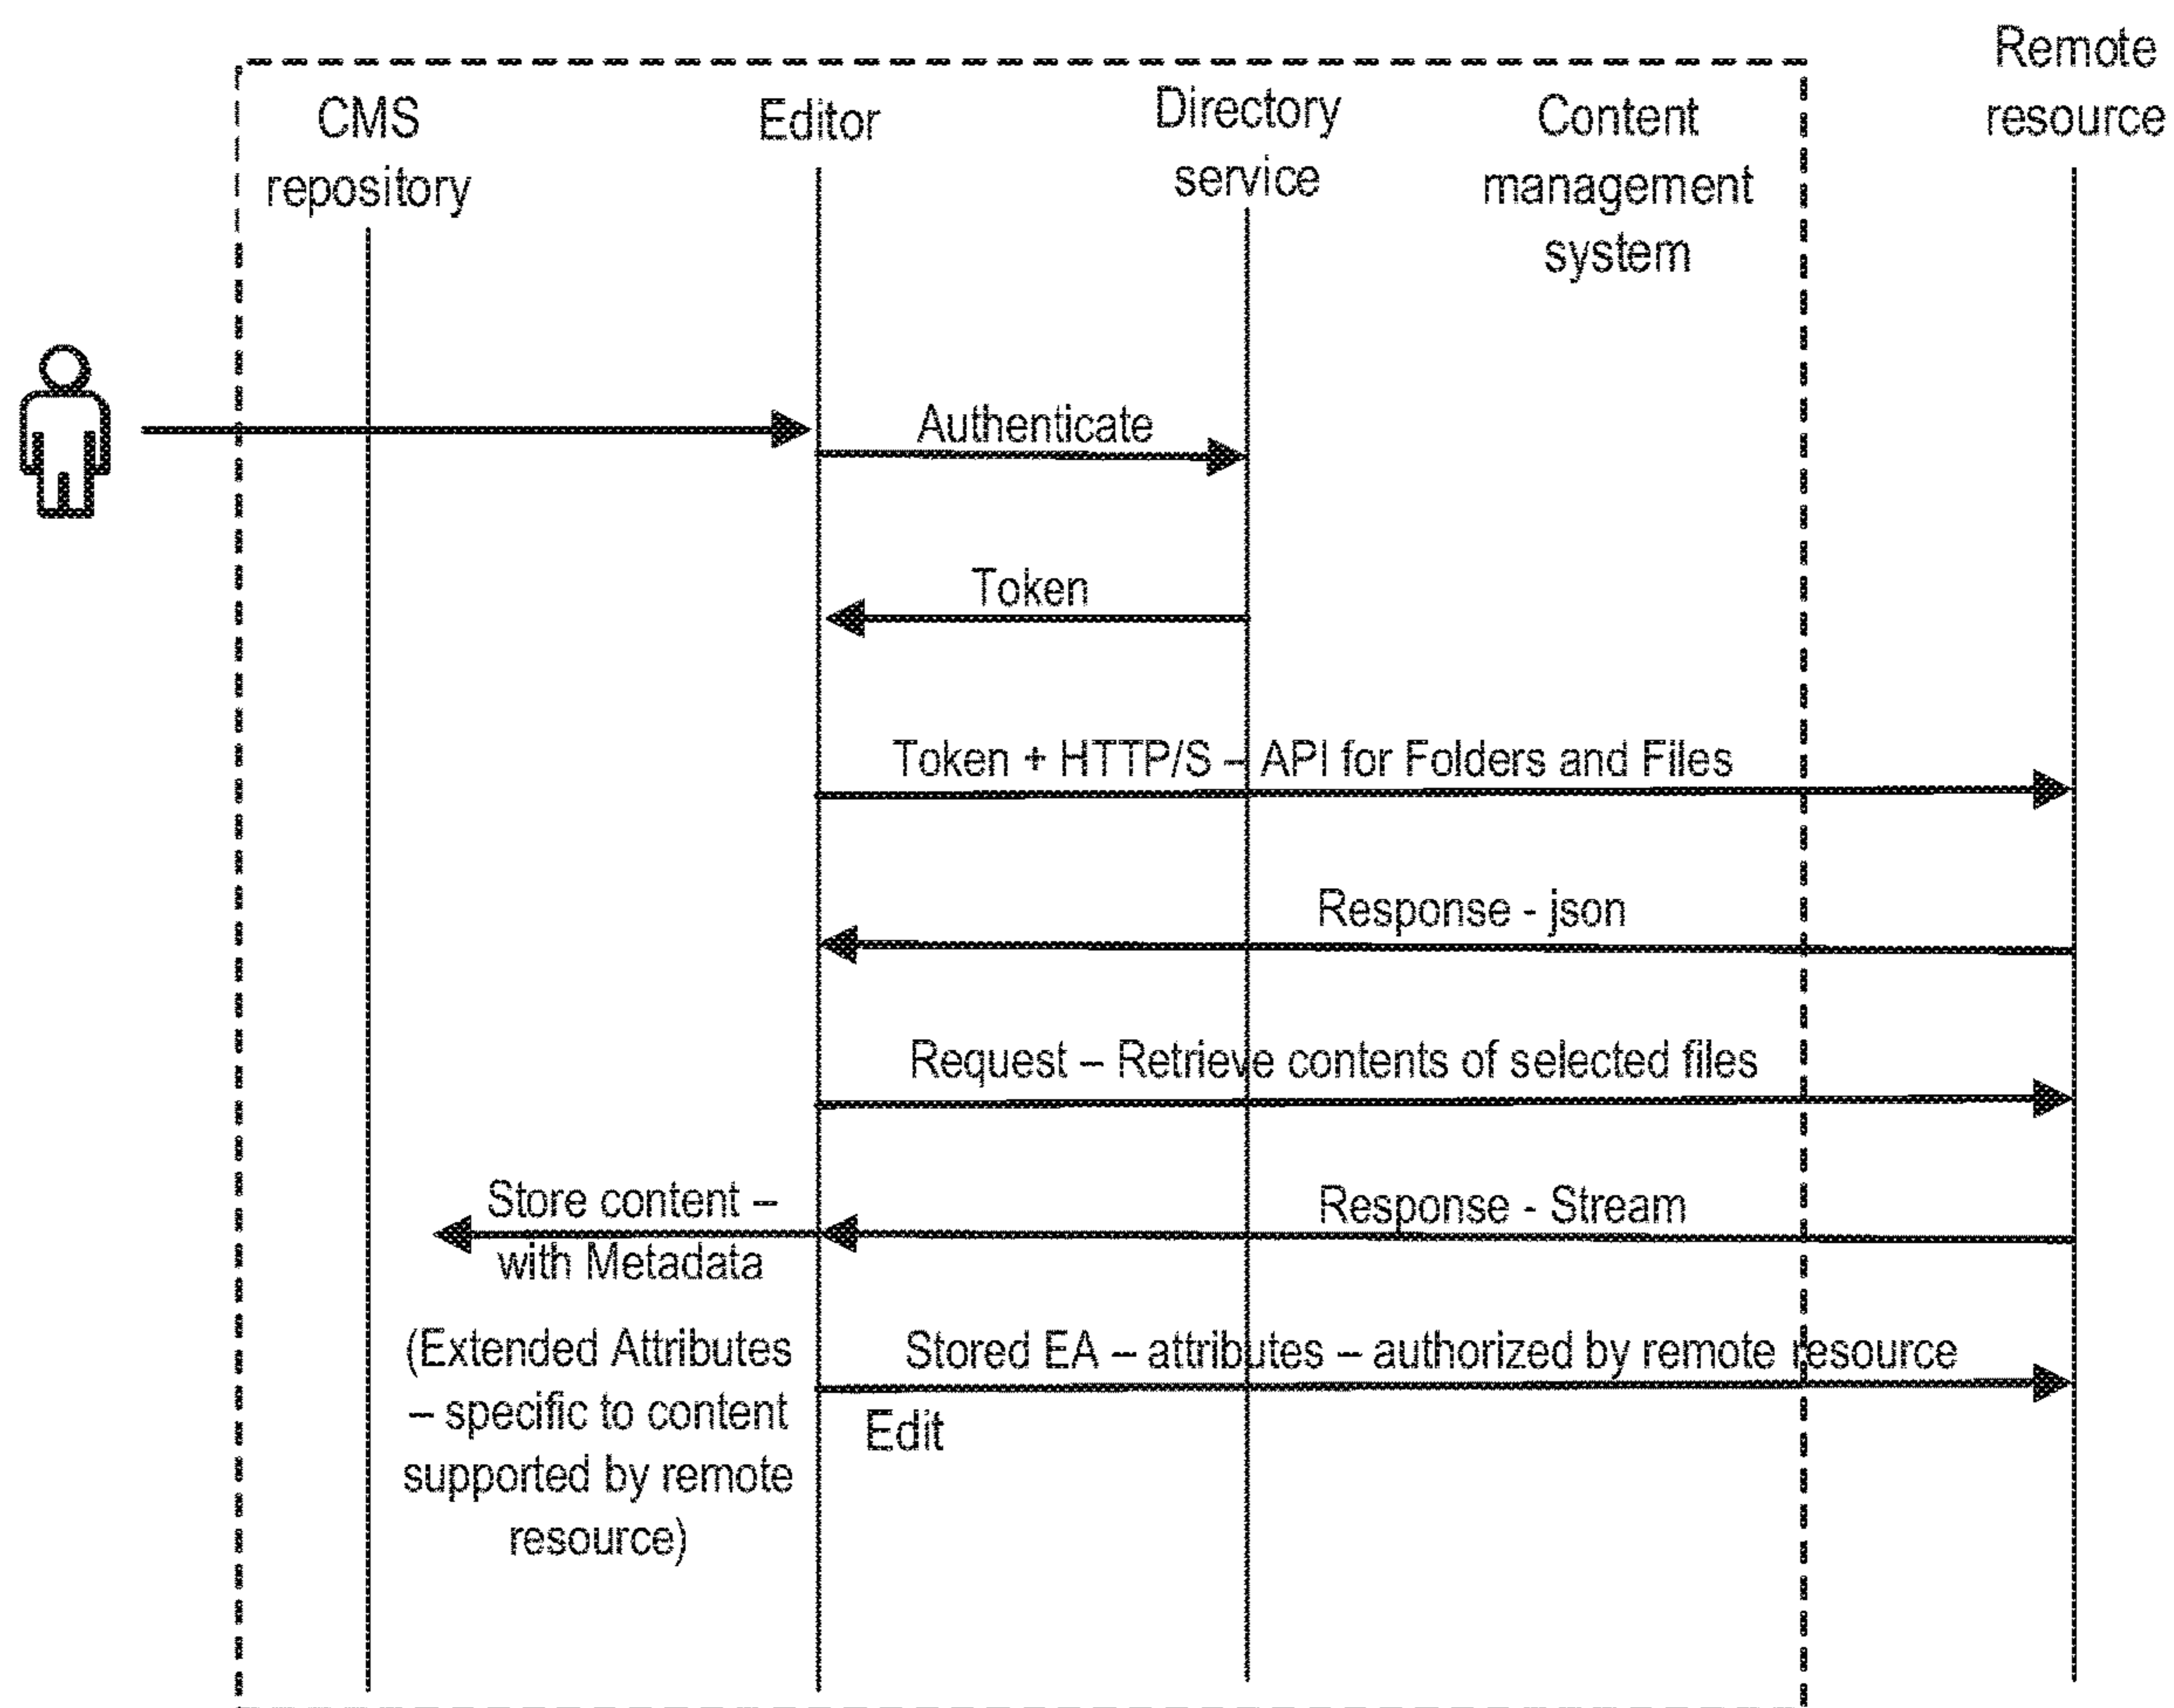 CMS
repository
Editor
Directory
service
Content
management
system
Remote
resource
Authenticate
Token
Token + HTTP/S – API for Folders and Files
Response - json
Request – Retrieve contents of selected files
Store content –
with Metadata
Response - Stream
(Extended Attributes
– specific to content
supported by remote
resource)
Stored EA – attributes – authorized by remote resource
Edit